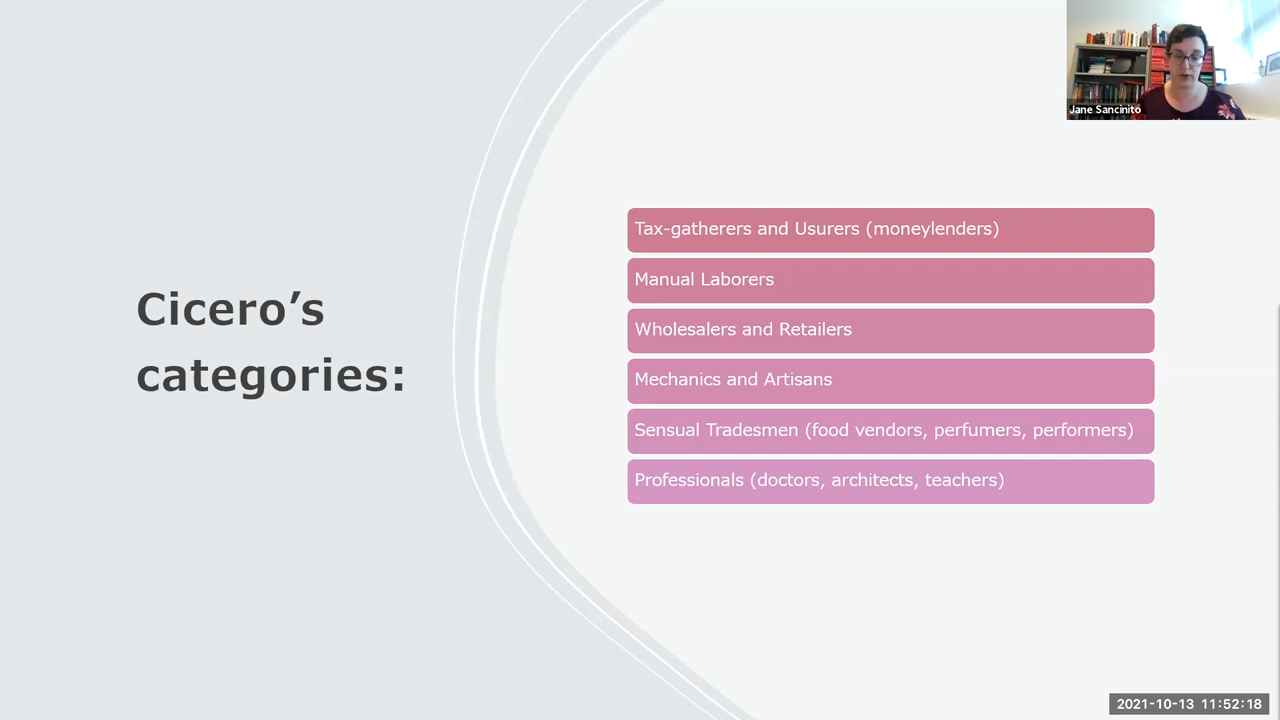 Jane Sancinito
Cicero’s
categories:
Tax-gatherers and Usurers (moneylenders)
Manual Laborers
Wholesalers and Retailers
Mechanics and Artisans
Sensual Tradesmen (food vendors, perfumers, performers)
Professionals (doctors, architects, teachers)
2021-10-13 11:52:18